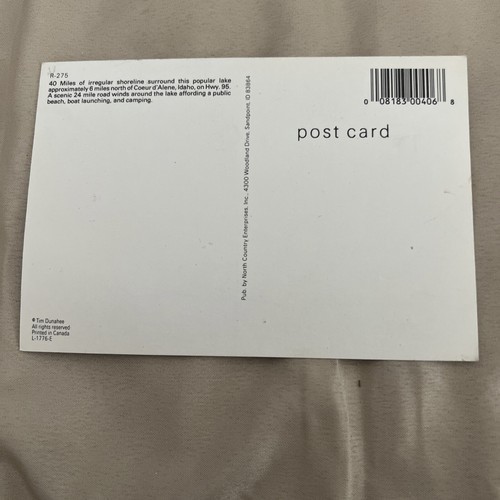 R-275
40 Miles of irregular shoreline surround this popular lake
approximately 6 miles north of Coeur d'Alene, Idaho, on Hwy. 95.
A scenic 24 mile road winds around the lake affording a public
beach, boat launching, and camping.
0 08183 00406 8
post card
Pub. by North Country Enterprises, Inc., 4300 Woodland Drive, Sandpoint, ID 83864
© Tim Dunahee
All rights reserved
Printed in Canada
L-1776-E